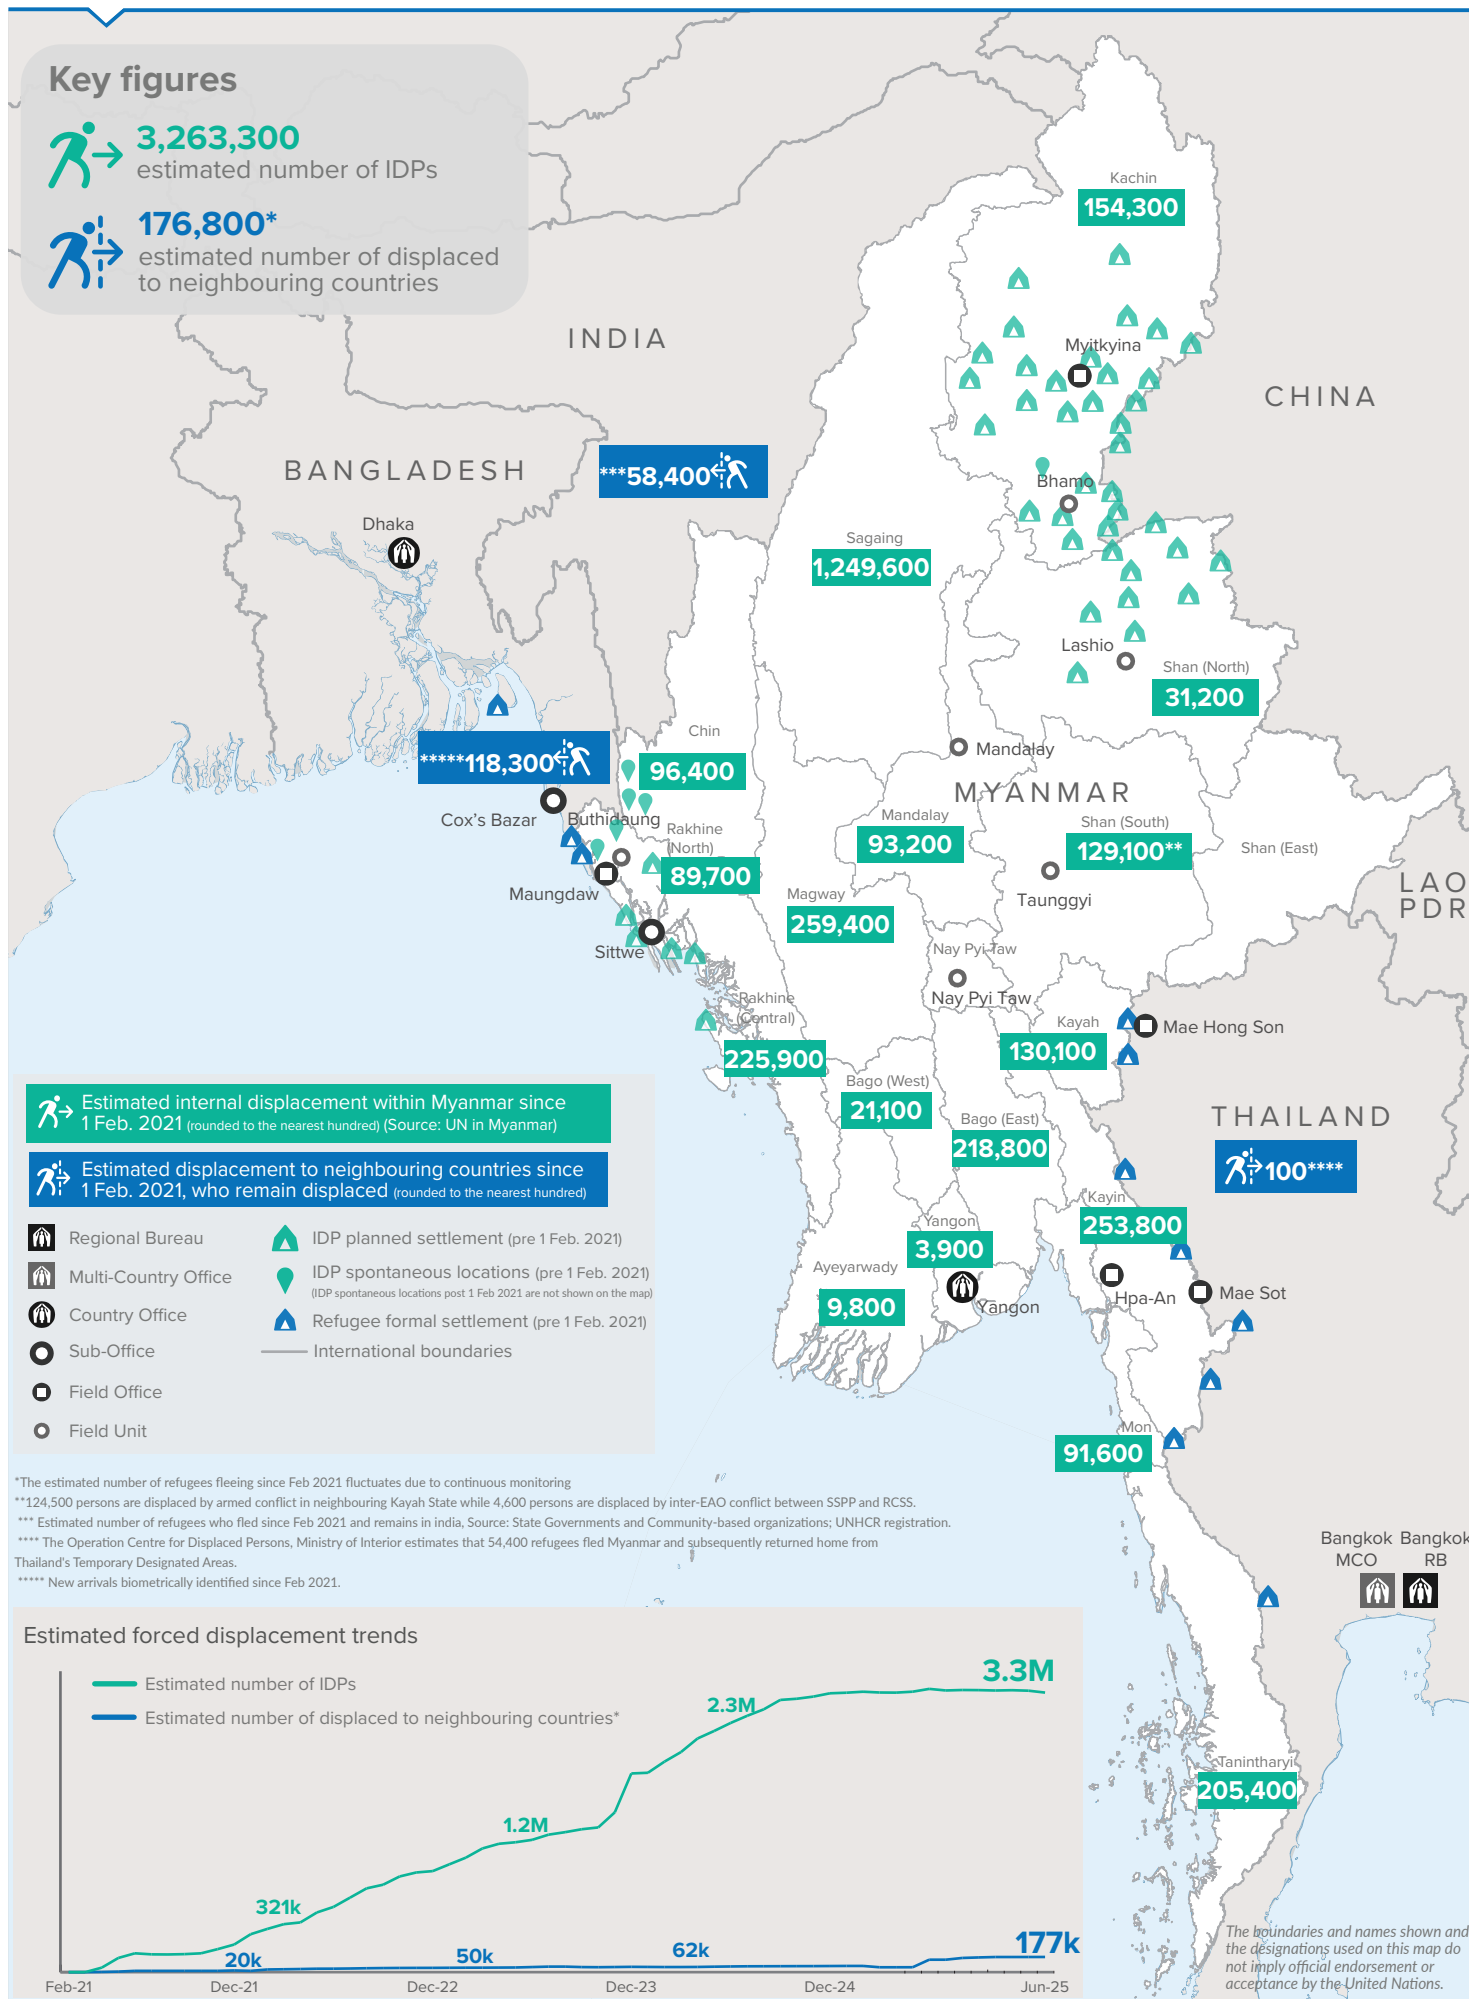 Key figures
3,263,300
estimated number of IDPs
176,800*
estimated number of displaced
to neighbouring countries
Kachin
154,300
INDIA
Myitkyina
CHINA
BANGLADESH
***58,400
Bhamo
Dhaka
Sagaing
1,249,600
Lashio
Shan (North)
31,200
Chin
96,400
Mandalay
*****118,300
MYANMAR
Cox's Bazar
Buthidaung
Rakhine
(North)
89,700
Mandalay
93,200
Shan (South)
129,100**
Shan (East)
LAO
PDR
Maungdaw
Magway
259,400
Taunggyi
Sittwe
Nay Pyi Taw
Nay Pyi Taw
Rakhine
(Central)
225,900
Kayah
130,100
Mae Hong Son
Bago (West)
21,100
Bago (East)
218,800
THAILAND
100****
Kayin
253,800
Yangon
3,900
Ayeyarwady
9,800
Yangon
Hpa-An
Mae Sot
Mon
91,600
Estimated internal displacement within Myanmar since
1 Feb. 2021 (rounded to the nearest hundred) (Source: UN in Myanmar)
Estimated displacement to neighbouring countries since
1 Feb. 2021, who remain displaced (rounded to the nearest hundred)
Regional Bureau
Multi-Country Office
Country Office
Sub-Office
Field Office
Field Unit
IDP planned settlement (pre 1 Feb. 2021)
IDP spontaneous locations (pre 1 Feb. 2021)
(IDP spontaneous locations post 1 Feb 2021 are not shown on the map)
Refugee formal settlement (pre 1 Feb. 2021)
International boundaries
*The estimated number of refugees fleeing since Feb 2021 fluctuates due to continuous monitoring
**124,500 persons are displaced by armed conflict in neighbouring Kayah State while 4,600 persons are displaced by inter-EAO conflict between SSPP and RCSS.
*** Estimated number of refugees who fled since Feb 2021 and remains in india, Source: State Governments and Community-based organizations; UNHCR registration.
**** The Operation Centre for Displaced Persons, Ministry of Interior estimates that 54,400 refugees fled Myanmar and subsequently returned home from
Thailand's Temporary Designated Areas.
***** New arrivals biometrically identified since Feb 2021.
Bangkok
MCO
Bangkok
RB
Tanintharyi
205,400
Estimated forced displacement trends
Estimated number of IDPs
Estimated number of displaced to neighbouring countries*
3.3M
2.3M
1.2M
321k
20k
50k
62k
177k
Feb-21
Dec-21
Dec-22
Dec-23
Dec-24
Jun-25
The boundaries and names shown and
the designations used on this map do
not imply official endorsement or
acceptance by the United Nations.